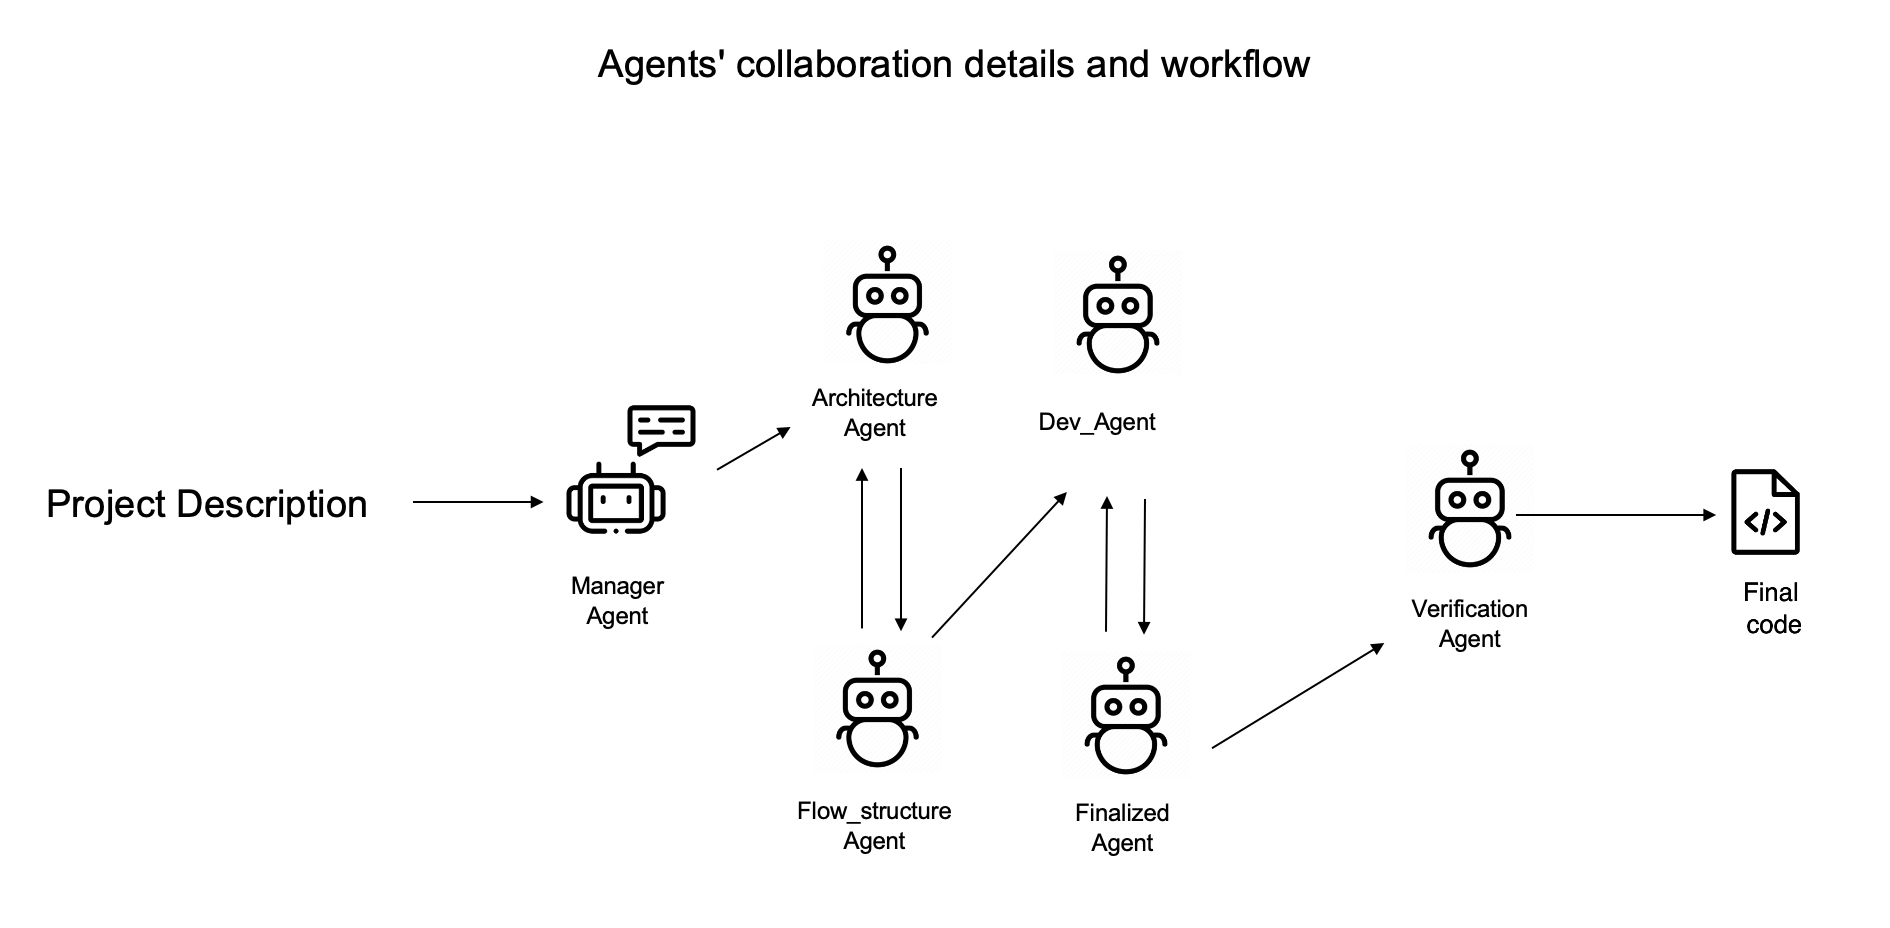 Agents' collaboration details and workflow
Project Description
Manager
Agent
Architecture
Agent
Flow_structure
Agent
Dev_Agent
Finalized
Agent
Verification
Agent
</>
Final
code